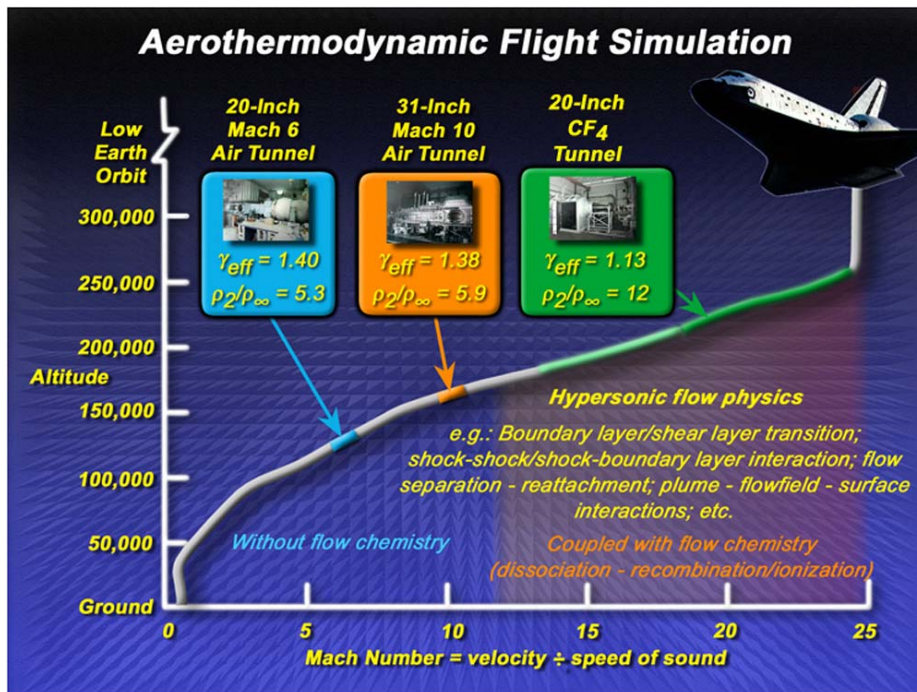 Aerothermodynamic Flight Simulation
20-Inch
Mach 6
Air Tunnel
31-Inch
Mach 10
Air Tunnel
20-Inch
CF4
Tunnel
γeff = 1.40
ρ2/ρ∞ = 5.3
γeff = 1.38
ρ2/ρ∞ = 5.9
γeff = 1.13
ρ2/ρ∞ = 12
Low
Earth
Orbit
300,000
250,000
200,000
Altitude
150,000
100,000
50,000
Ground
Hypersonic flow physics
e.g.: Boundary layer/shear layer transition;
shock-shock/shock-boundary layer interaction; flow
separation - reattachment; plume - flowfield - surface
interactions; etc.
Without flow chemistry
Coupled with flow chemistry
(dissociation - recombination/ionization)
0 5 10 15 20 25
Mach Number = velocity ÷ speed of sound